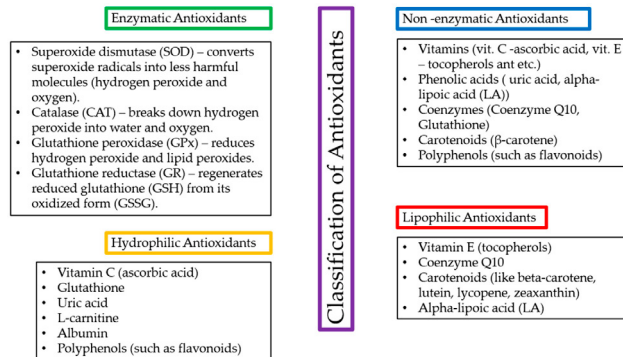 Enzymatic Antioxidants
• Superoxide dismutase (SOD) – converts
superoxide radicals into less harmful
molecules (hydrogen peroxide and
oxygen).
• Catalase (CAT) – breaks down hydrogen
peroxide into water and oxygen.
• Glutathione peroxidase (GPx) – reduces
hydrogen peroxide and lipid peroxides.
• Glutathione reductase (GR) – regenerates
reduced glutathione (GSH) from its
oxidized form (GSSG).
Hydrophilic Antioxidants
• Vitamin C (ascorbic acid)
• Glutathione
• Uric acid
• L-carnitine
• Albumin
• Polyphenols (such as flavonoids)
Classification of Antioxidants
Non -enzymatic Antioxidants
• Vitamins (vit. C -ascorbic acid, vit. E
– tocopherols ant etc.)
• Phenolic acids ( uric acid, alpha-
lipoic acid (LA))
• Coenzymes (Coenzyme Q10,
Glutathione)
• Carotenoids (β-carotene)
• Polyphenols (such as flavonoids)
Lipophilic Antioxidants
• Vitamin E (tocopherols)
• Coenzyme Q10
• Carotenoids (like beta-carotene,
lutein, lycopene, zeaxanthin)
• Alpha-lipoic acid (LA)